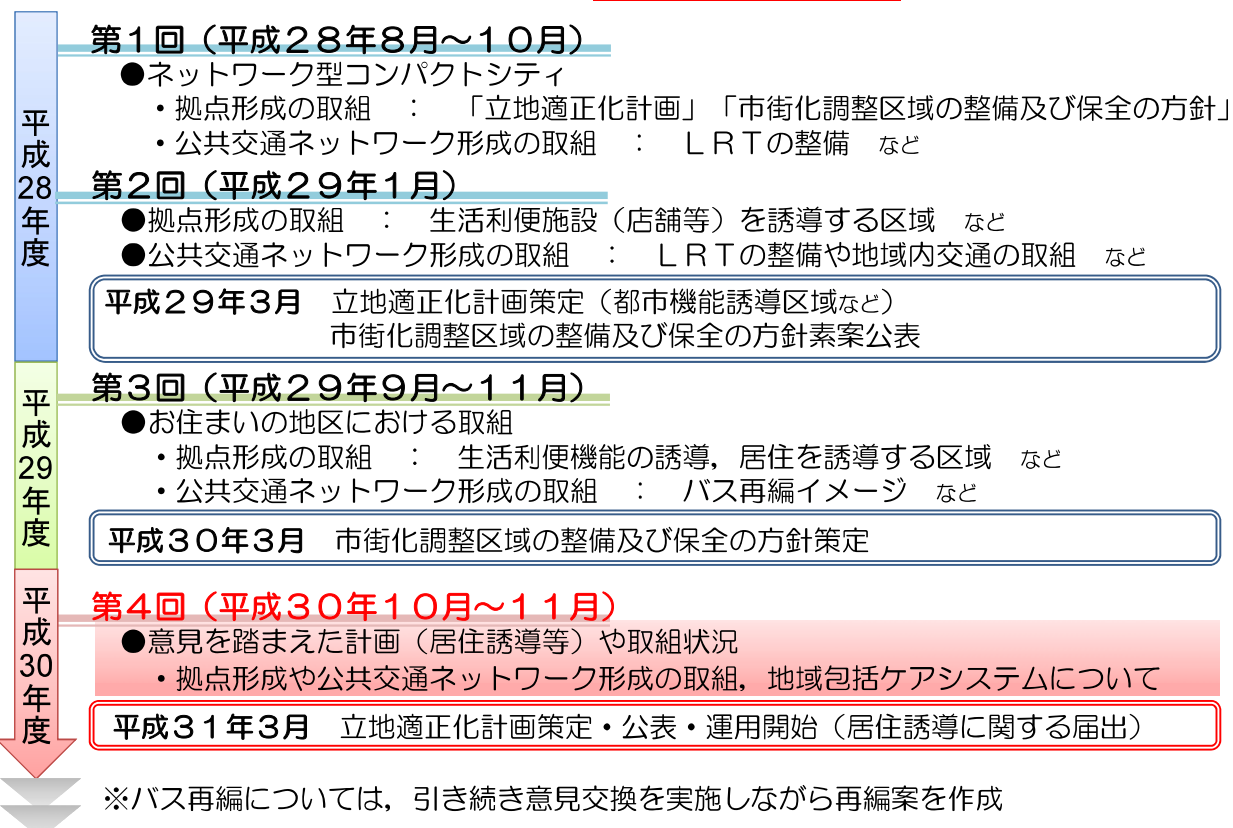 平成28年度
第１回（平成２８年８月～１０月）
●ネットワーク型コンパクトシティ
・拠点形成の取組　：　「立地適正化計画」「市街化調整区域の整備及び保全の方針」
・公共交通ネットワーク形成の取組　：　ＬＲＴの整備　など
第２回（平成２９年１月）
●拠点形成の取組　：　生活利便施設（店舗等）を誘導する区域　など
●公共交通ネットワーク形成の取組　：　ＬＲＴの整備や地域内交通の取組　など
平成２９年３月　立地適正化計画策定（都市機能誘導区域など）
市街化調整区域の整備及び保全の方針素案公表
平成29年度
第３回（平成２９年９月～１１月）
●お住まいの地区における取組
・拠点形成の取組　：　生活利便機能の誘導，居住を誘導する区域　など
・公共交通ネットワーク形成の取組　：　バス再編イメージ　など
平成３０年３月　市街化調整区域の整備及び保全の方針策定
平成30年度
第４回（平成３０年１０月～１１月）
●意見を踏まえた計画（居住誘導等）や取組状況
・拠点形成や公共交通ネットワーク形成の取組，地域包括ケアシステムについて
平成３１年３月　立地適正化計画策定・公表・運用開始（居住誘導に関する届出）
※バス再編については，引き続き意見交換を実施しながら再編案を作成